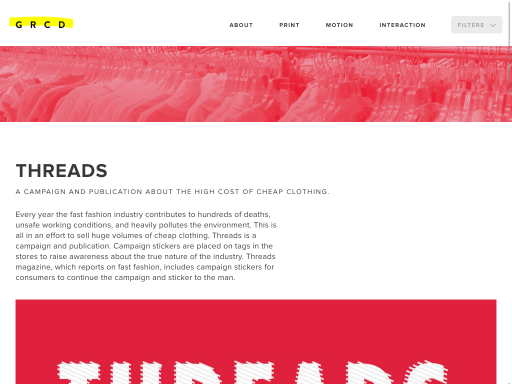 GRCD
ABOUT
PRINT
MOTION
INTERACTION
FILTERS
THREADS
A CAMPAIGN AND PUBLICATION ABOUT THE HIGH COST OF CHEAP CLOTHING.
Every year the fast fashion industry contributes to hundreds of deaths,
unsafe working conditions, and heavily pollutes the environment. This is
all in an effort to sell huge volumes of cheap clothing. Threads is a
campaign and publication. Campaign stickers are placed on tags in the
stores to raise awareness about the true nature of the industry. Threads
magazine, which reports on fast fashion, includes campaign stickers for
consumers to continue the campaign and sticker to the man.
THREADS